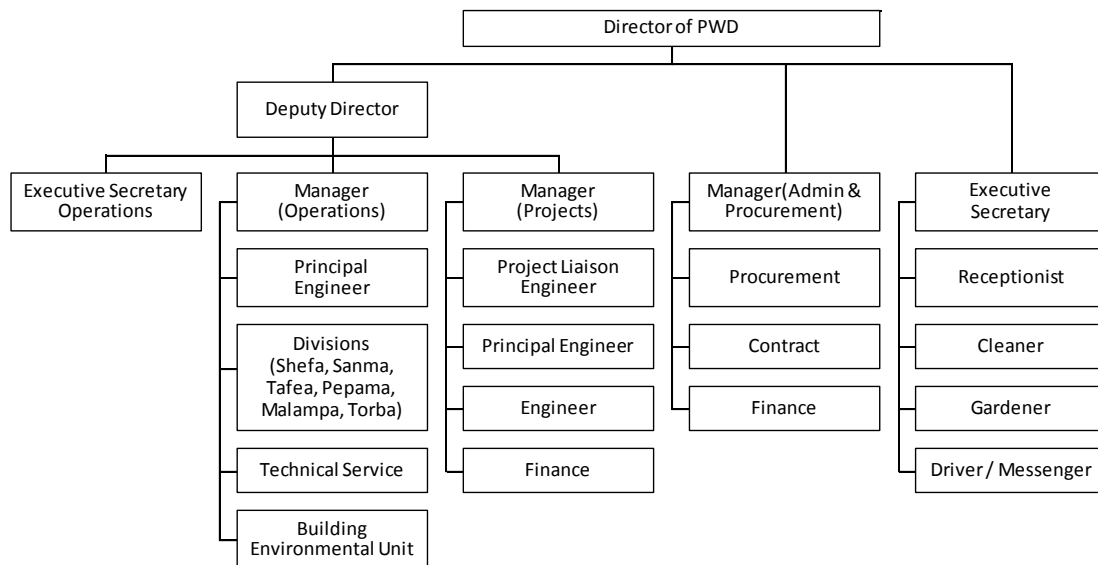 Director of PWD
Deputy Director
Executive Secretary
Operations
Manager
(Operations)
Manager
(Projects)
Manager(Admin &
Procurement)
Executive
Secretary
Principal
Engineer
Project Liaison
Engineer
Procurement
Receptionist
Divisions
(Shefa, Sanma,
Tafea, Pepama,
Malampa, Torba)
Principal Engineer
Contract
Cleaner
Engineer
Finance
Gardener
Technical Service
Finance
Driver / Messenger
Building
Environmental Unit